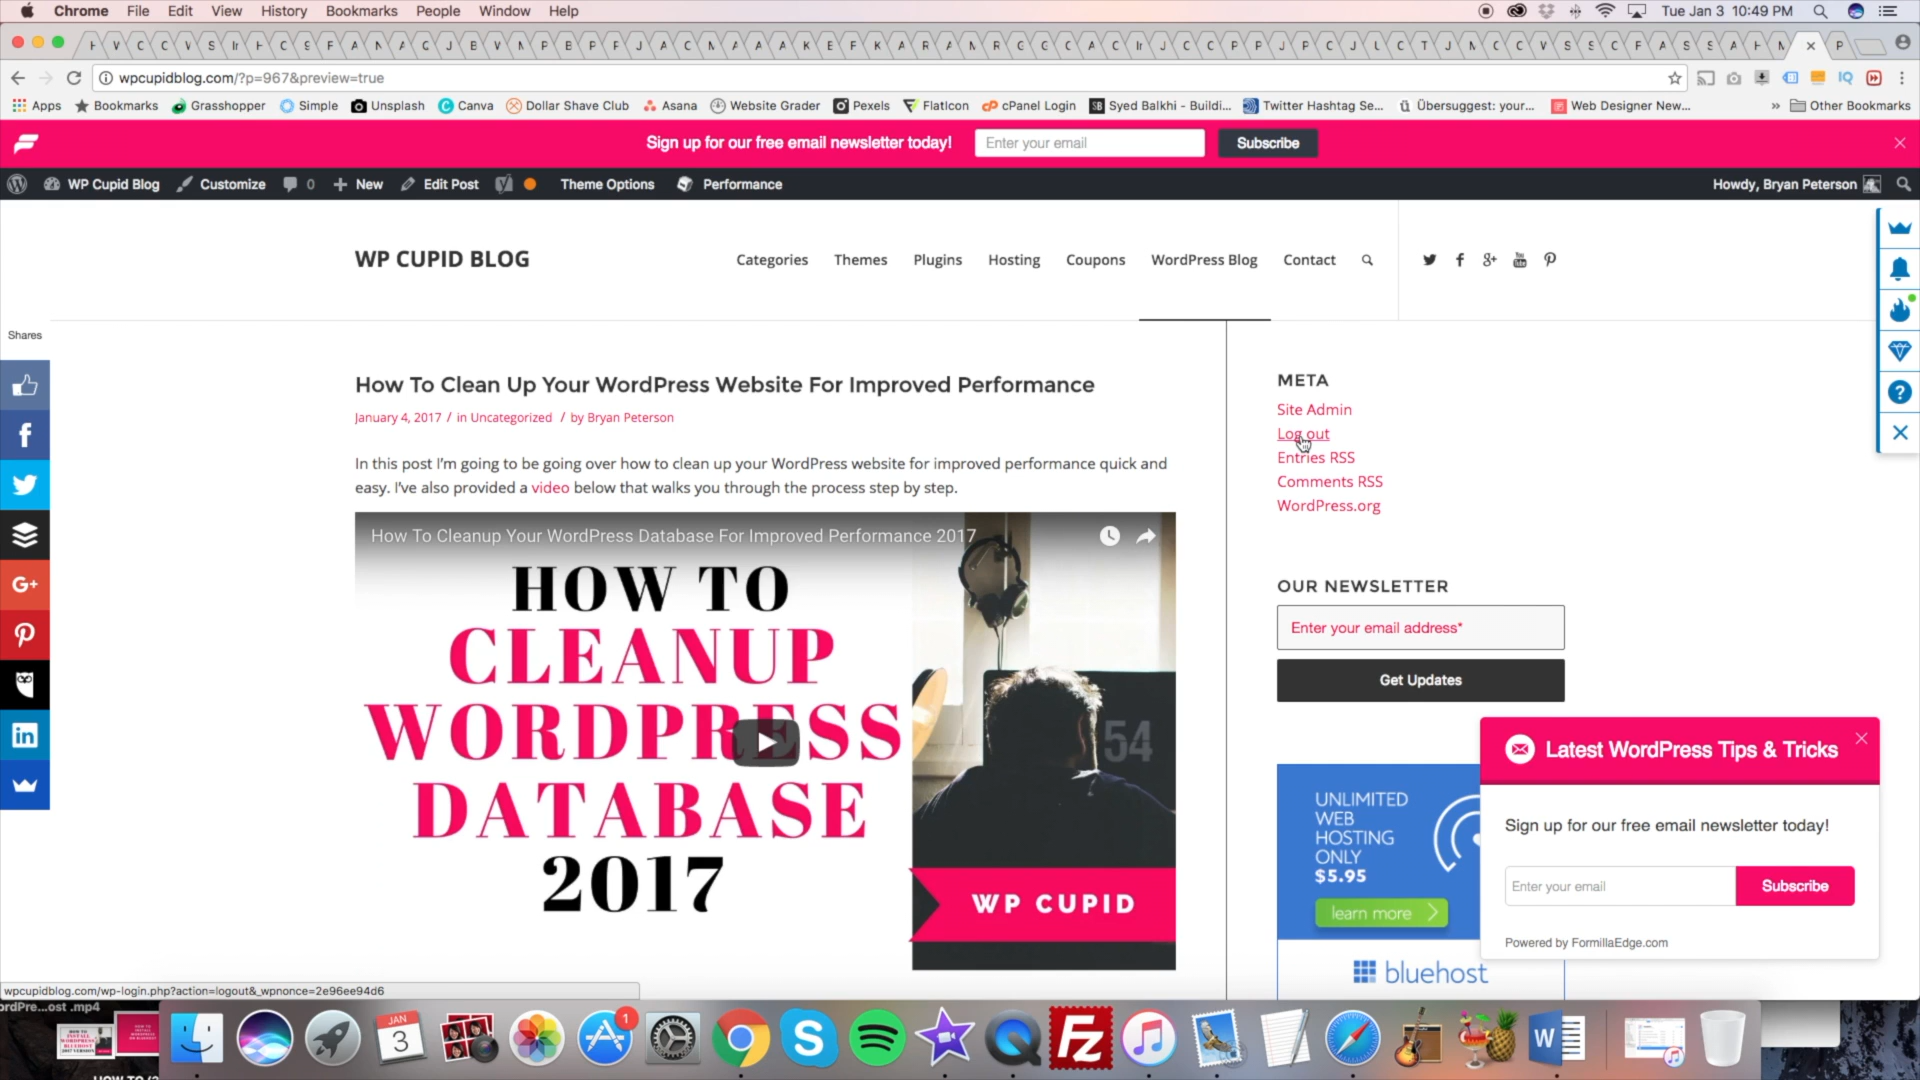 Chrome File Edit View History Bookmarks People Window Help
Tue Jan 3 10:49 PM
wpcupidblog.com/?p=967&preview=true
Apps Bookmarks Grasshopper Simple Unsplash Canva Dollar Shave Club Asana Website Grader Pexels FlatIcon cPanel Login Syed Balkhi - Buildi... Twitter Hashtag Se... Übersuggest: your... Web Designer New... » Other Bookmarks
Sign up for our free email newsletter today! Enter your email Subscribe
WP Cupid Blog Customize 0 New Edit Post Theme Options Performance Howdy, Bryan Peterson
WP CUPID BLOG
Categories Themes Plugins Hosting Coupons WordPress Blog Contact
Shares
How To Clean Up Your WordPress Website For Improved Performance
January 4, 2017 / in Uncategorized / by Bryan Peterson
In this post I'm going to be going over how to clean up your WordPress website for improved performance quick and
easy. I've also provided a video below that walks you through the process step by step.
How To Cleanup Your WordPress Database For Improved Performance 2017
HOW TO
CLEANUP
WORDPRESS
DATABASE
2017
54
WP CUPID
META
Site Admin
Log out
Entries RSS
Comments RSS
WordPress.org
OUR NEWSLETTER
Enter your email address*
Get Updates
UNLIMITED
WEB
HOSTING
ONLY
$5.95
learn more
bluehost
Latest WordPress Tips & Tricks
Sign up for our free email newsletter today!
Enter your email
Subscribe
Powered by FormillaEdge.com
wpcupidblog.com/wp-login.php?action=logout&_wpnonce=2e96ee94d6
ordPre...ost .mp4
JAN
3
1